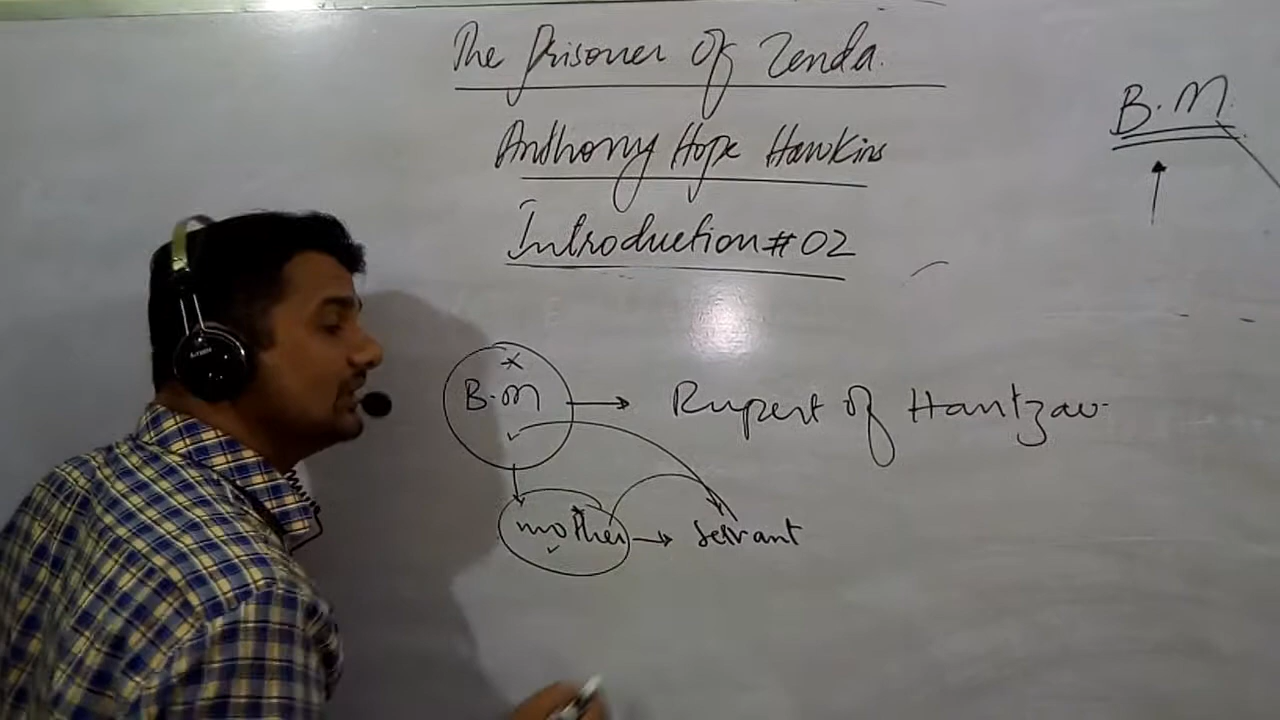 The Prisoner Of Zenda.
Anthony Hope Hawkins
Introduction # 02
B.M.
B.M → Rupert of Hantzau.
mother → servant